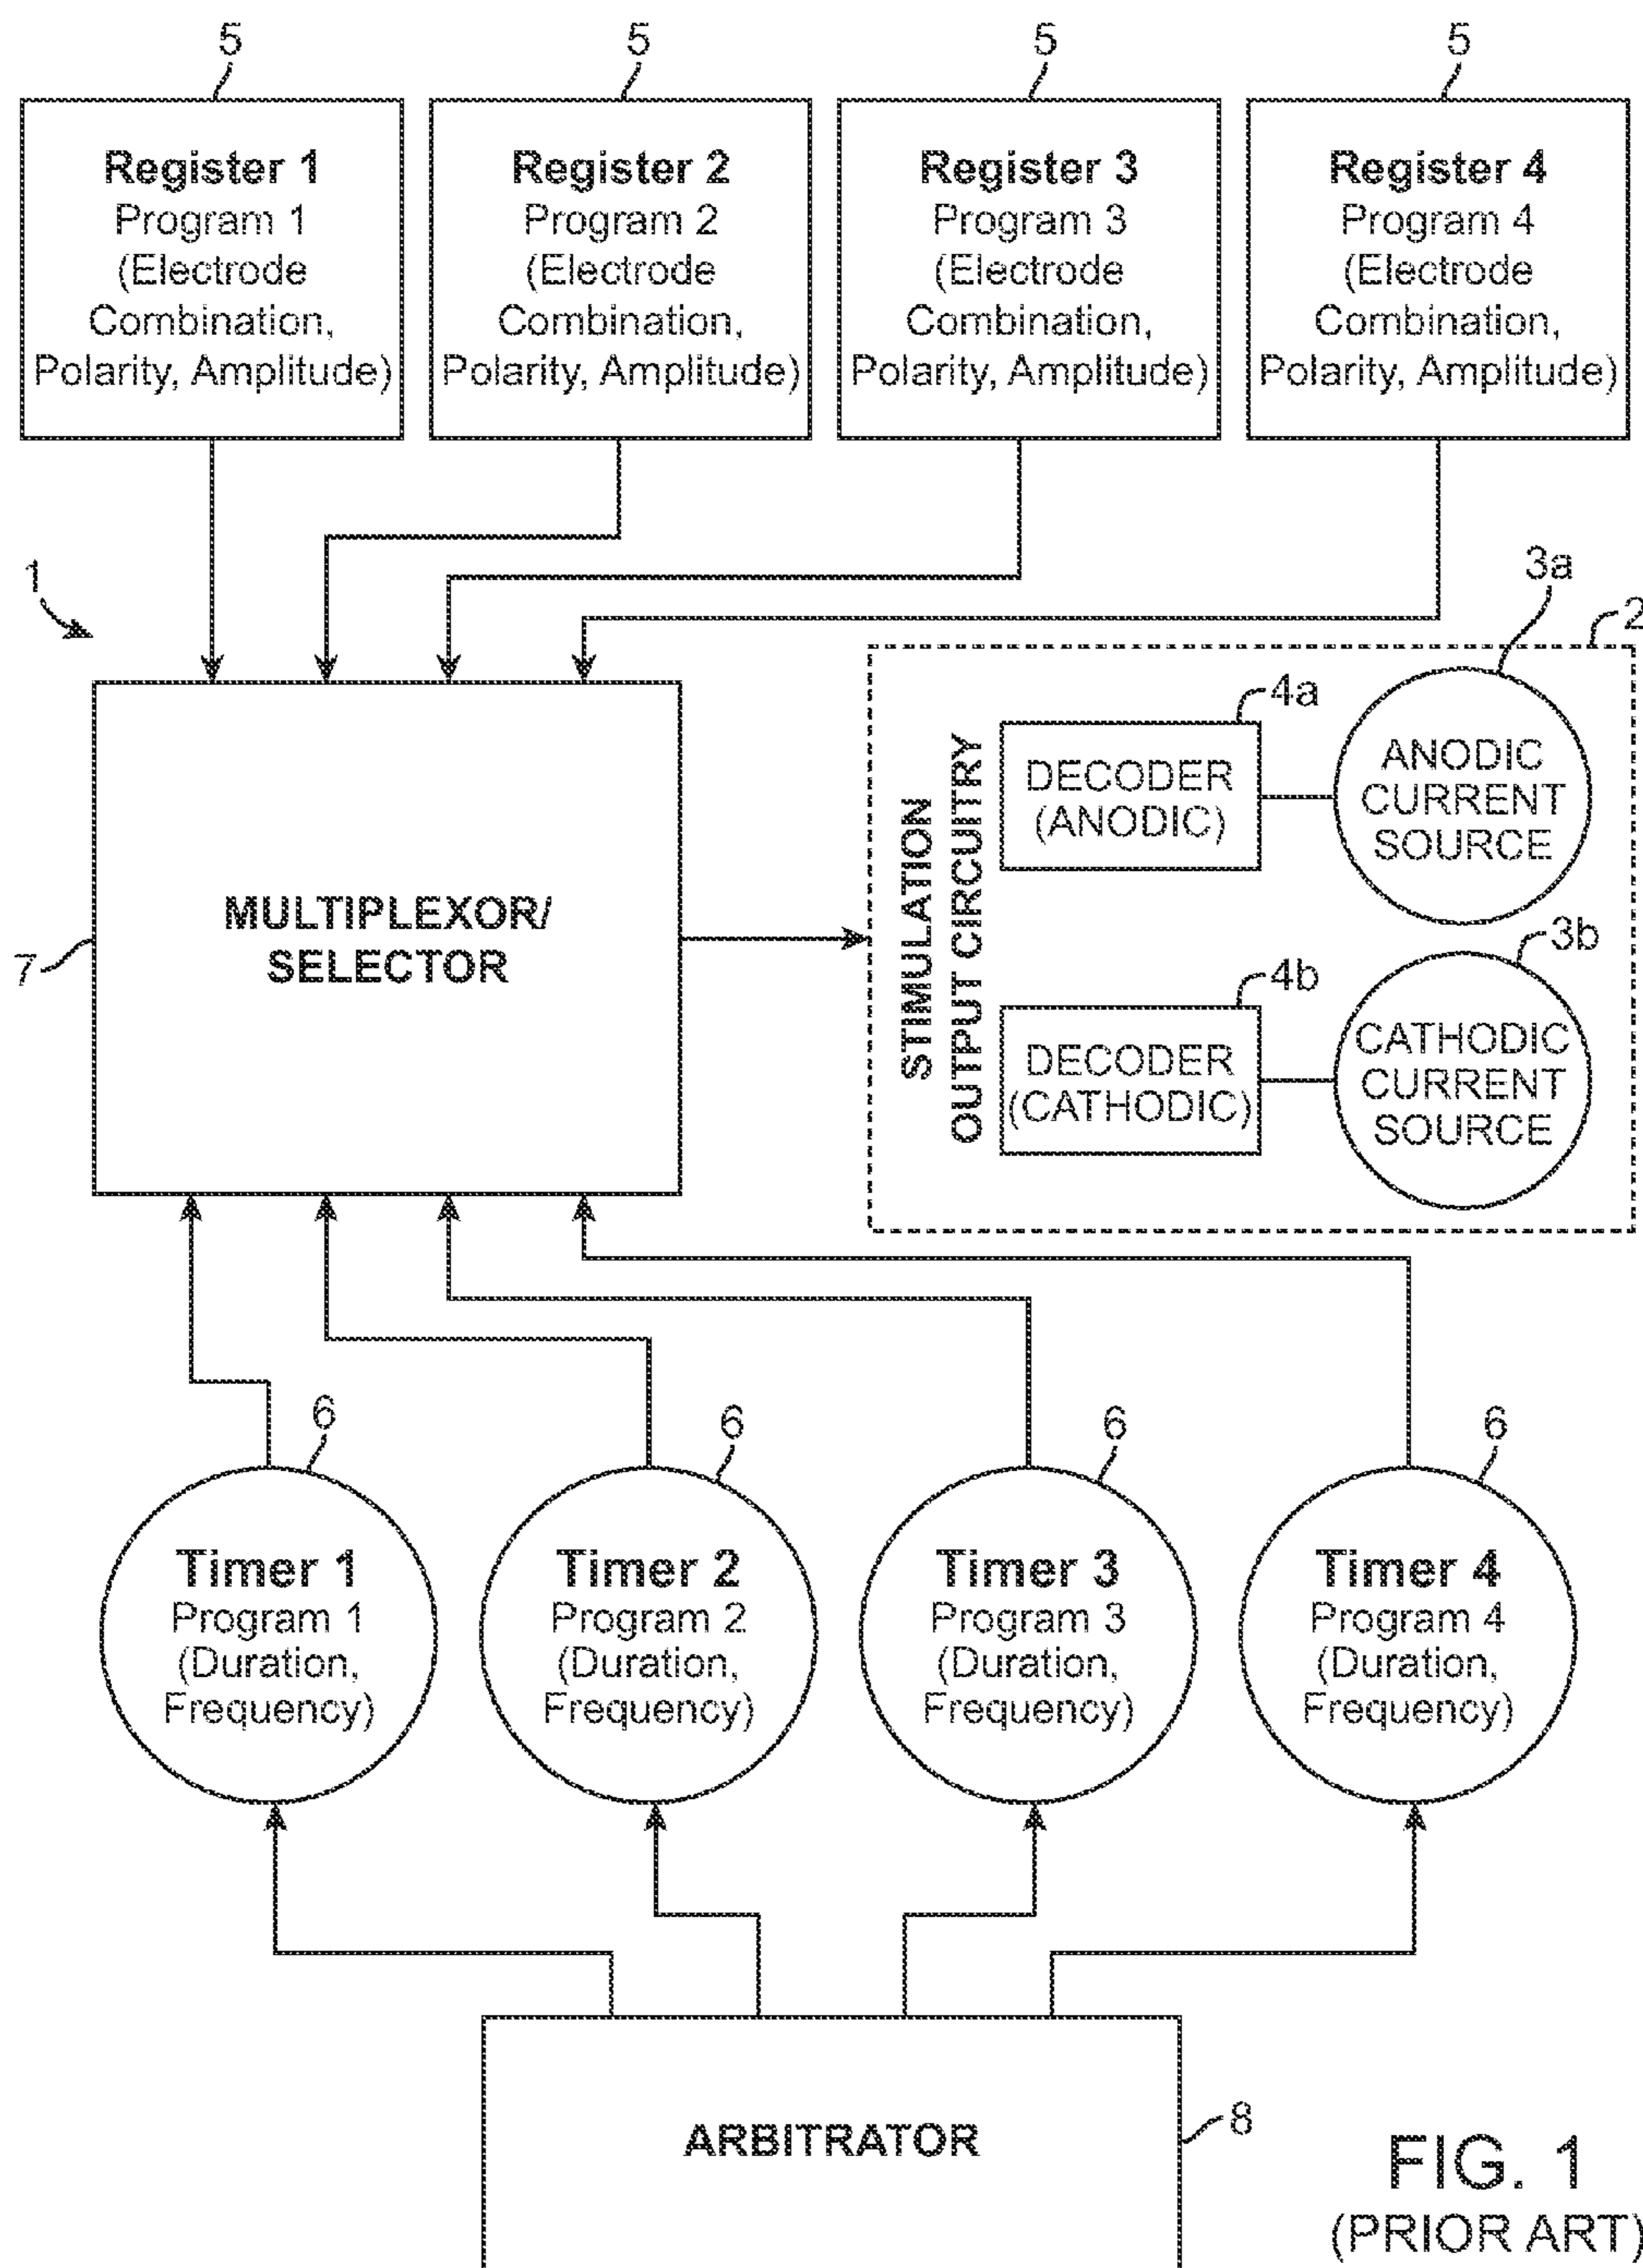 5
5
5
5
Register 1
Program 1
(Electrode
Combination,
Polarity, Amplitude)
Register 2
Program 2
(Electrode
Combination,
Polarity, Amplitude)
Register 3
Program 3
(Electrode
Combination,
Polarity, Amplitude)
Register 4
Program 4
(Electrode
Combination,
Polarity, Amplitude)
1
3a
2
MULTIPLEXOR/
SELECTOR
7
STIMULATION
OUTPUT CIRCUITRY
4a
DECODER
(ANODIC)
ANODIC
CURRENT
SOURCE
3b
4b
DECODER
(CATHODIC)
CATHODIC
CURRENT
SOURCE
6
6
6
6
Timer 1
Program 1
(Duration,
Frequency)
Timer 2
Program 2
(Duration,
Frequency)
Timer 3
Program 3
(Duration,
Frequency)
Timer 4
Program 4
(Duration,
Frequency)
ARBITRATOR
8
FIG. 1
(PRIOR ART)